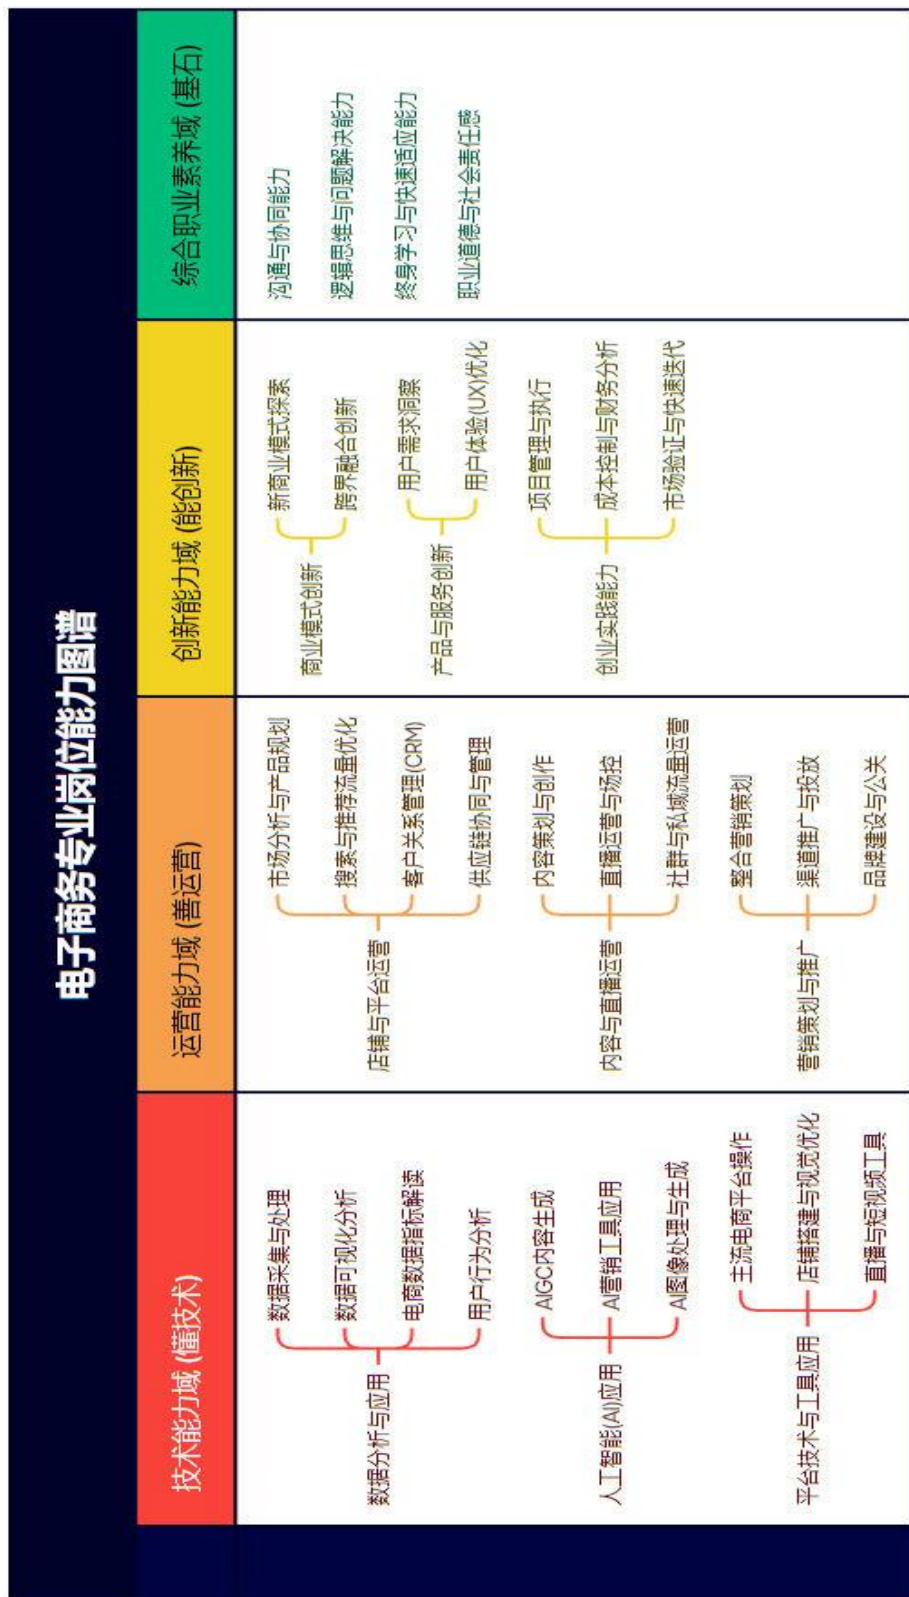 电子商务专业岗位能力图谱
技术能力域 (懂技术)
运营能力域 (善运营)
创新能力域 (能创新)
综合职业素养域 (基石)
数据分析与应用
数据采集与处理
数据可视化分析
电商数据指标解读
用户行为分析
人工智能(AI)应用
AIGC内容生成
AI营销工具应用
AI图像处理与生成
平台技术与工具应用
主流电商平台操作
店铺搭建与视觉优化
直播与短视频工具
店铺与平台运营
市场分析与产品规划
搜索与推荐流量优化
客户关系管理(CRM)
供应链协同与管理
内容与直播运营
内容策划与创作
直播运营与场控
社群与私域流量运营
营销策划与推广
整合营销策划
渠道推广与投放
品牌建设与公关
商业模式创新
新商业模式探索
跨界融合创新
产品与服务创新
用户需求洞察
用户体验(UX)优化
创业实践能力
项目管理与执行
成本控制与财务分析
市场验证与快速迭代
沟通与协同能力
逻辑思维与问题解决能力
终身学习与快速适应能力
职业道德与社会责任感